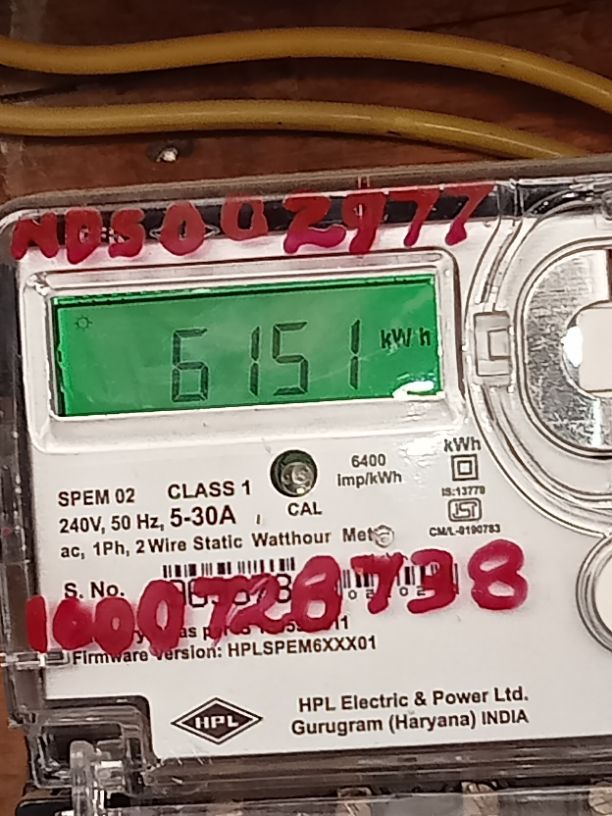 NDS002977
6151 kWh
6400
imp/kWh
kWh
SPEM 02 CLASS 1
CAL
IS:13779
240V, 50 Hz, 5-30A
CM/L-9190783
ac, 1Ph, 2 Wire Static Watthour
S. No.
1000728738
Firmware Version: HPLSPEM6XXX01
HPL
HPL Electric & Power Ltd.
Gurugram (Haryana) INDIA